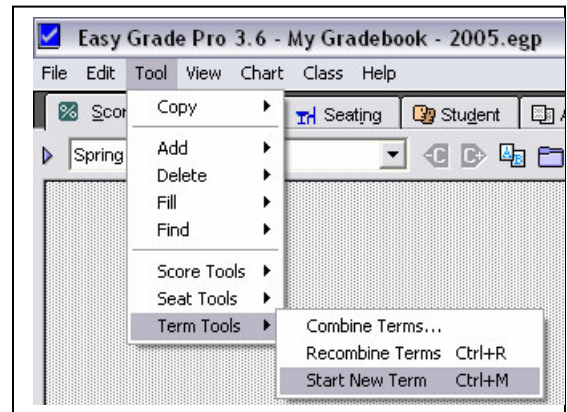 Easy Grade Pro 3.6 - My Gradebook - 2005.egp
File Edit Tool View Chart Class Help
Scor Seating Student A
Spring
Copy
Add
Delete
Fill
Find
Score Tools
Seat Tools
Term Tools
Combine Terms...
Recombine Terms Ctrl+R
Start New Term Ctrl+M